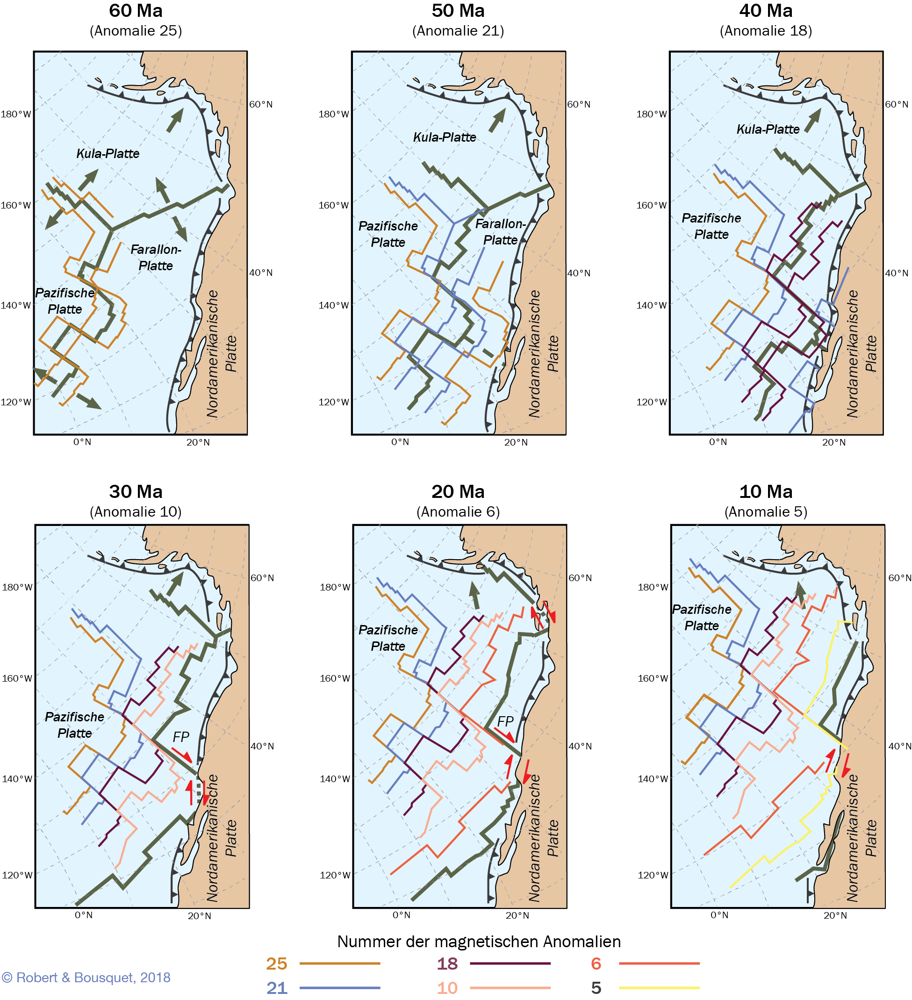 60 Ma
(Anomalie 25)
180°W
160°W
140°W
120°W
0°N
20°N
40°N
60°N
Kula-Platte
Farallon-
Platte
Pazifische
Platte
Nordamerikanische
Platte
50 Ma
(Anomalie 21)
180°W
160°W
140°W
120°W
0°N
20°N
40°N
60°N
Kula-Platte
Pazifische
Platte
Farallon-
Platte
Nordamerikanische
Platte
40 Ma
(Anomalie 18)
180°W
160°W
140°W
120°W
0°N
20°N
40°N
60°N
Kula-Platte
Pazifische
Platte
Nordamerikanische
Platte
30 Ma
(Anomalie 10)
180°W
160°W
140°W
120°W
0°N
20°N
40°N
60°N
Pazifische
Platte
FP
Nordamerikanische
Platte
20 Ma
(Anomalie 6)
180°W
160°W
140°W
120°W
0°N
20°N
40°N
60°N
Pazifische
Platte
FP
Nordamerikanische
Platte
10 Ma
(Anomalie 5)
180°W
160°W
140°W
120°W
0°N
20°N
40°N
60°N
Pazifische
Platte
Nordamerikanische
Platte
Nummer der magnetischen Anomalien
25
18
6
21
10
5
© Robert & Bousquet, 2018